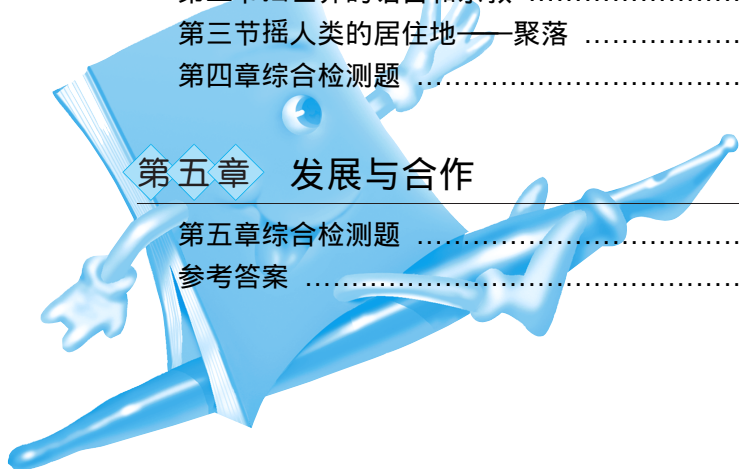 第三节摇人类的居住地——聚落 …………………
第四章综合检测题 …………………
第五章 发展与合作
第五章综合检测题 …………………
参考答案 …………………